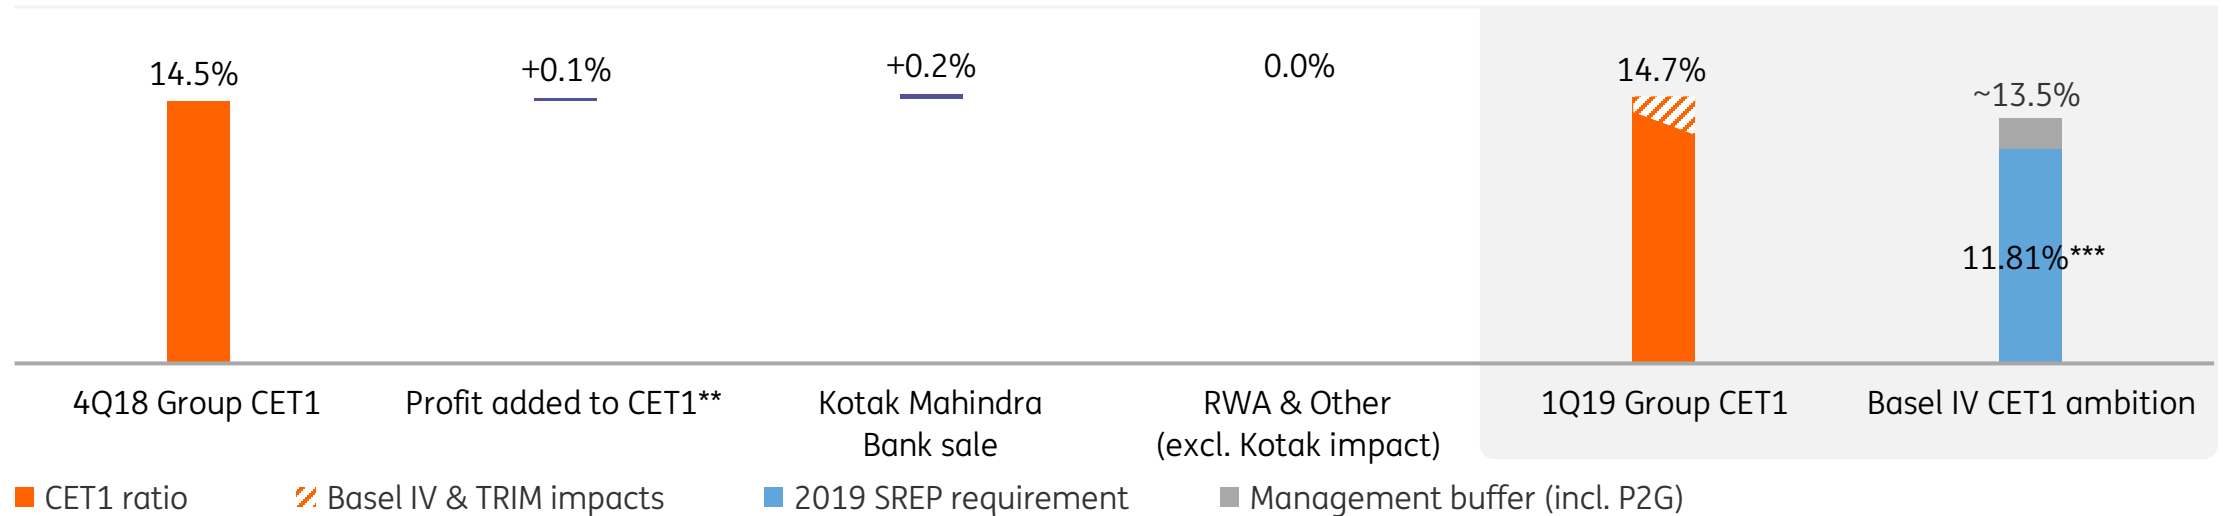 14.5%
+0.1%
+0.2%
0.0%
14.7%
~13.5%
11.81%***
4Q18 Group CET1
Profit added to CET1**
Kotak Mahindra
Bank sale
RWA & Other
(excl. Kotak impact)
1Q19 Group CET1
Basel IV CET1 ambition
CET1 ratio
Basel IV & TRIM impacts
2019 SREP requirement
Management buffer (incl. P2G)